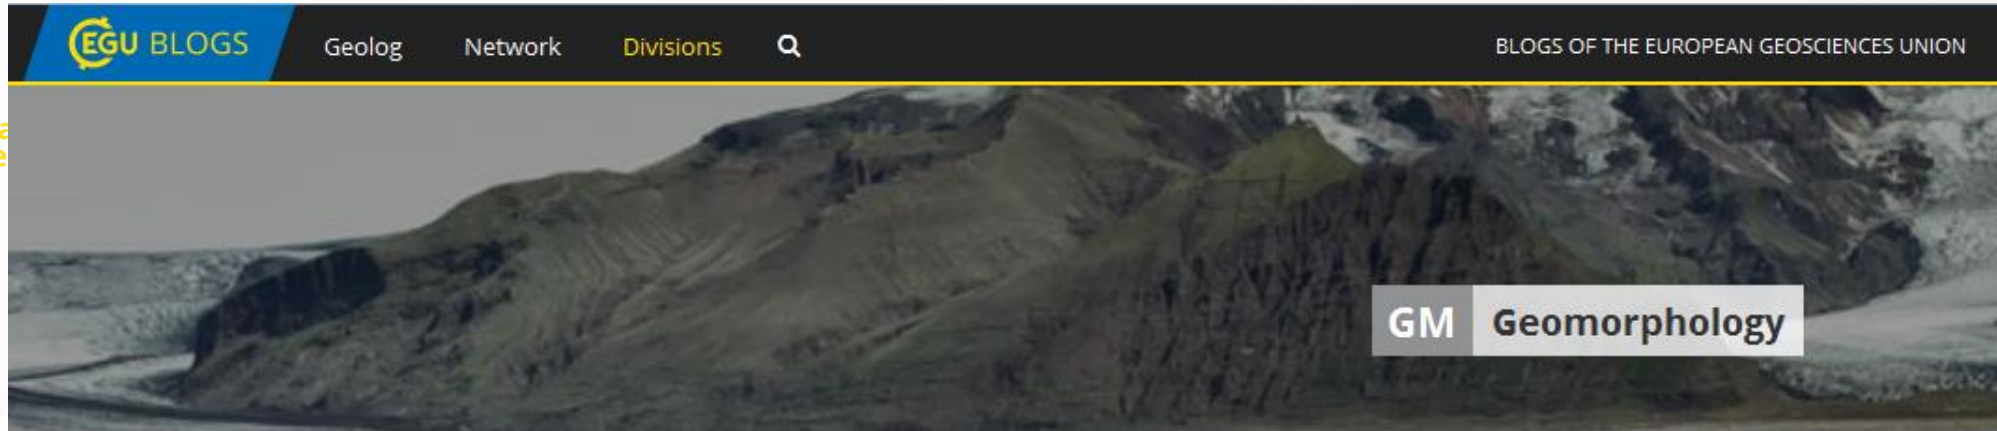 EGU BLOGS
Geolog
Network
Divisions
BLOGS OF THE EUROPEAN GEOSCIENCES UNION
GM Geomorphology